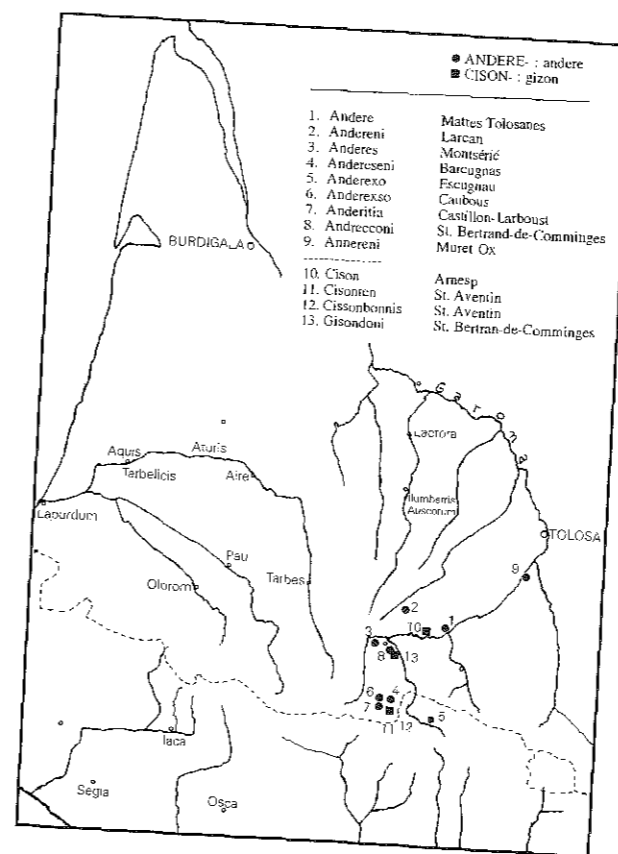 ● ANDERE- : andere
■ CISON- : gizon
1. Andere Mattes Tolosanes
2. Andereni Larcan
3. Anderes Montsérié
4. Andereseni Barcugnas
5. Anderexo Escugnau
6. Anderexso Caubous
7. Anderitia Castillon-Larboust
8. Andrecconi St. Bertrand-de-Comminges
9. Annereni Muret Ox
10. Cison Arnesp
11. Cisonten St. Aventin
12. Cissonbonnis St. Aventin
13. Gisondoni St. Bertran-de-Comminges
BURDIGALA
Garona
Lactora
Aquis Aturis
Tarbelicis Aire
Ilumberris
Auscorum
Lapurdum
TOLOSA
Pau
Olorom
Tarbes
9
2
10 1
3
8 13
6 4
7
11 12 5
Iaca
Segia
Osca